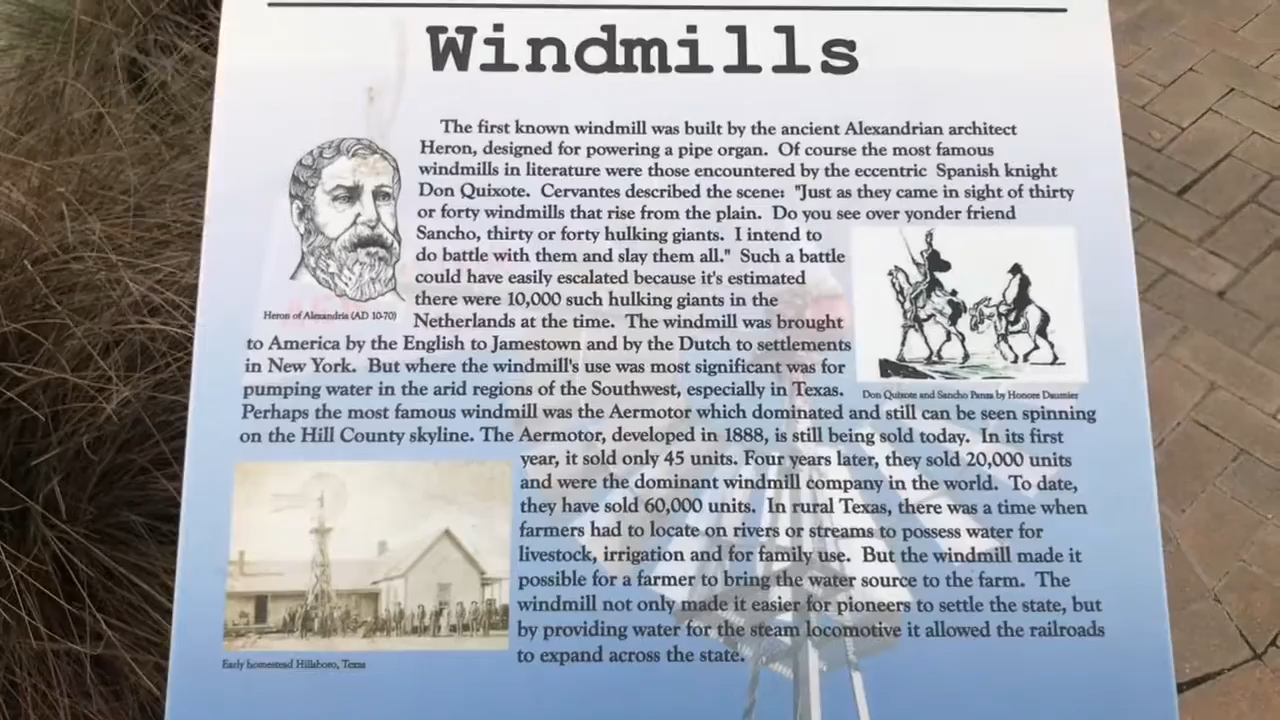 Windmills
The first known windmill was built by the ancient Alexandrian architect
Heron, designed for powering a pipe organ. Of course the most famous
windmills in literature were those encountered by the eccentric Spanish knight
Don Quixote. Cervantes described the scene: "Just as they came in sight of thirty
or forty windmills that rise from the plain. Do you see over yonder friend
Sancho, thirty or forty hulking giants. I intend to
do battle with them and slay them all." Such a battle
could have easily escalated because it's estimated
there were 10,000 such hulking giants in the
Heron of Alexandria (AD 10-70)
Netherlands at the time. The windmill was brought
to America by the English to Jamestown and by the Dutch to settlements
in New York. But where the windmill's use was most significant was for
pumping water in the arid regions of the Southwest, especially in Texas.
Don Quixote and Sancho Panza by Honore Daumier
Perhaps the most famous windmill was the Aermotor which dominated and still can be seen spinning
on the Hill County skyline. The Aermotor, developed in 1888, is still being sold today. In its first
year, it sold only 45 units. Four years later, they sold 20,000 units
and were the dominant windmill company in the world. To date,
they have sold 60,000 units. In rural Texas, there was a time when
farmers had to locate on rivers or streams to possess water for
livestock, irrigation and for family use. But the windmill made it
possible for a farmer to bring the water source to the farm. The
windmill not only made it easier for pioneers to settle the state, but
by providing water for the steam locomotive it allowed the railroads
to expand across the state.
Early homestead Hillsboro, Texas